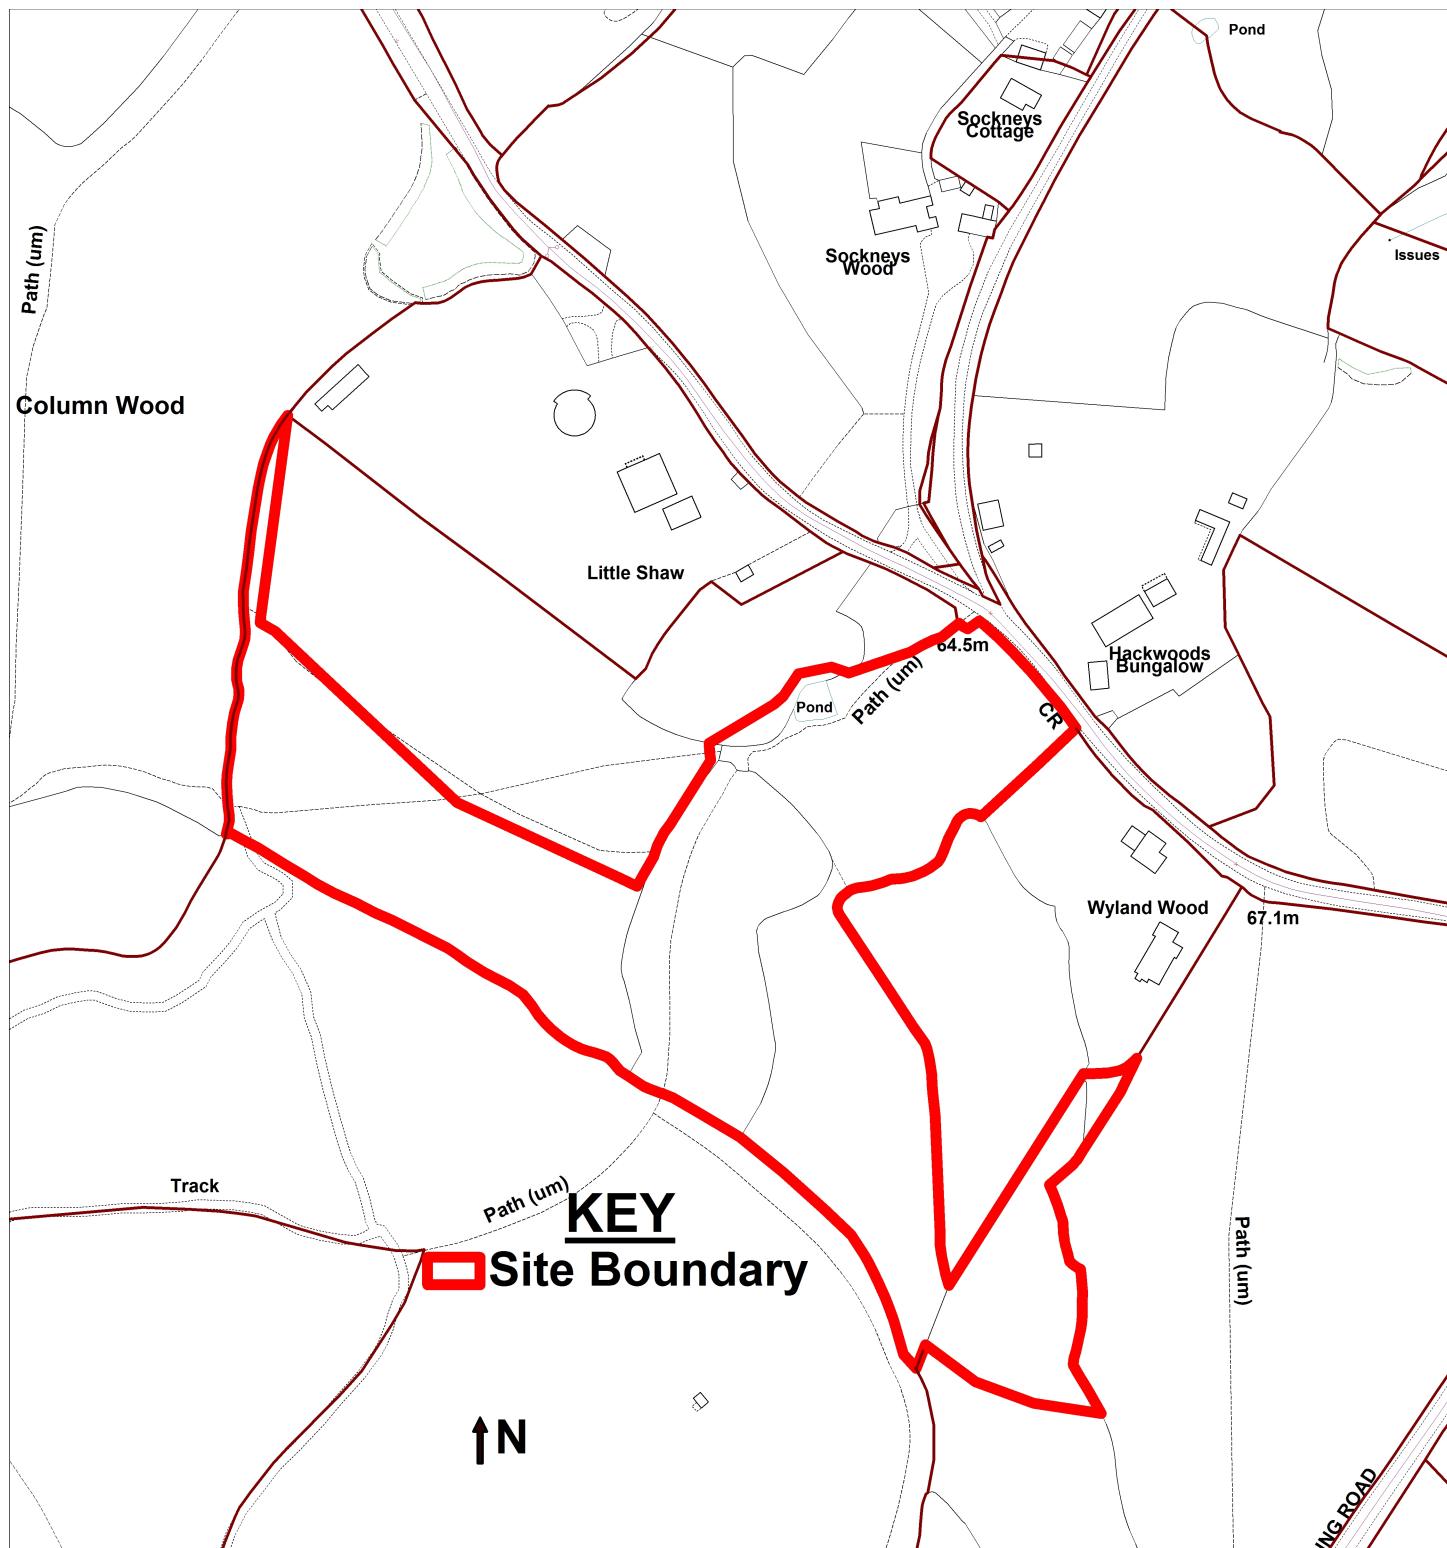 Pond
Sockneys
Cottage
Path (um)
Sockneys
Wood
Issues
Column Wood
Little Shaw
64.5m
Hackwoods
Bungalow
Path (um)
Pond
CR
Wyland Wood
67.1m
Track
Path (um)
KEY
Site Boundary
Path (um)
N
ING ROAD